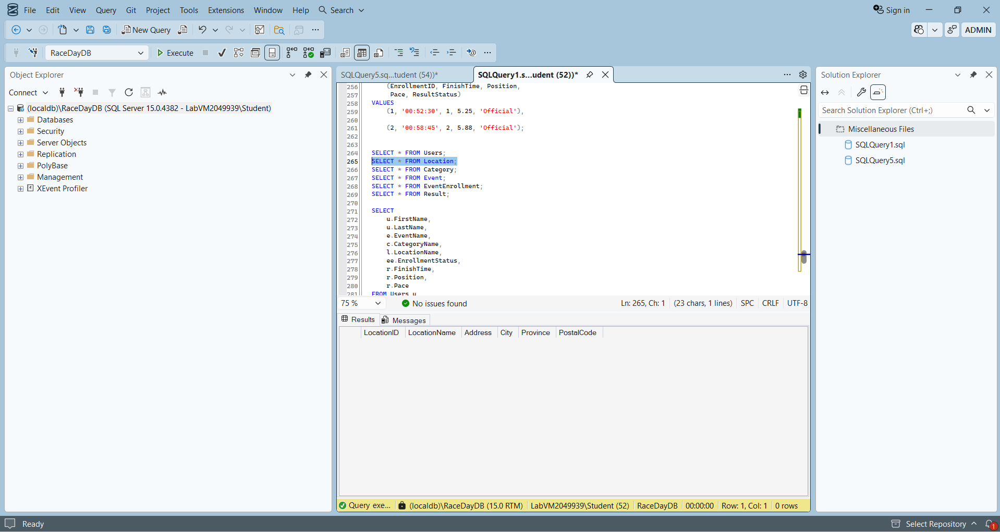 File Edit View Query Git Project Tools Extensions Window Help Search Sign in
New Query ADMIN
RaceDayDB Execute
Object Explorer
Connect
(localdb)\RaceDayDB (SQL Server 15.0.4382 - LabVM2049939\Student)
Databases
Security
Server Objects
Replication
PolyBase
Management
XEvent Profiler
SQLQuery5.sq...tudent (54))* SQLQuery1.s...udent (52))*
256 (EnrollmentID, FinishTime, Position,
257 Pace, ResultStatus)
258 VALUES
259 (1, '00:52:30', 1, 5.25, 'Official'),
260
261 (2, '00:58:45', 2, 5.88, 'Official');
262
263
264 SELECT * FROM Users;
265 SELECT * FROM Location;
266 SELECT * FROM Category;
267 SELECT * FROM Event;
268 SELECT * FROM EventEnrollment;
269 SELECT * FROM Result;
270
271 SELECT
272 u.FirstName,
273 u.LastName,
274 e.EventName,
275 c.CategoryName,
276 l.LocationName,
277 ee.EnrollmentStatus,
278 r.FinishTime,
279 r.Position,
280 r.Pace
281 FROM Users u
75 % No issues found Ln: 265, Ch: 1 (23 chars, 1 lines) SPC CRLF UTF-8
Results Messages
LocationID LocationName Address City Province PostalCode
Query exe... (localdb)\RaceDayDB (15.0 RTM) LabVM2049939\Student (52) RaceDayDB 00:00:00 Row: 1, Col: 1 0 rows
Solution Explorer
Search Solution Explorer (Ctrl+;)
Miscellaneous Files
SQLQuery1.sql
SQLQuery5.sql
Ready Select Repository 1